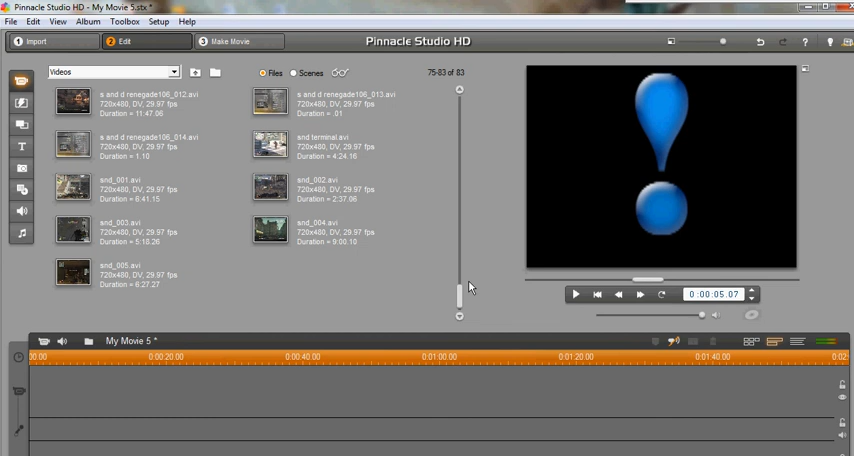 Pinnacle Studio HD - My Movie 5.stx *
File Edit View Album Toolbox Setup Help
1 Import 2 Edit 3 Make Movie Pinnacle Studio HD ?
Videos Files Scenes 75-83 of 83
s and d renegade106_012.avi
720x480, DV, 29.97 fps
Duration = 11:47.06
s and d renegade106_013.avi
720x480, DV, 29.97 fps
Duration = .01
s and d renegade106_014.avi
720x480, DV, 29.97 fps
Duration = 1.10
snd terminal.avi
720x480, DV, 29.97 fps
Duration = 4:24.16
snd_001.avi
720x480, DV, 29.97 fps
Duration = 6:41.15
snd_002.avi
720x480, DV, 29.97 fps
Duration = 2:37.06
snd_003.avi
720x480, DV, 29.97 fps
Duration = 5:18.26
snd_004.avi
720x480, DV, 29.97 fps
Duration = 9:00.10
snd_005.avi
720x480, DV, 29.97 fps
Duration = 6:27.27
T
!
0:00:05.07
My Movie 5 *
00.00 0:00:20.00 0:00:40.00 0:01:00.00 0:01:20.00 0:01:40.00 0:02: